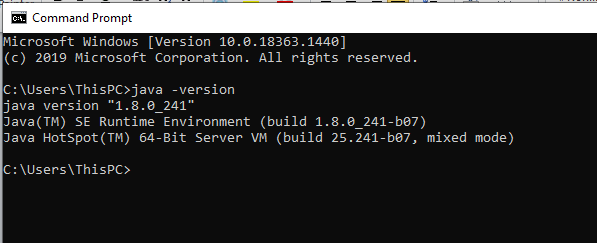 Command Prompt
Microsoft Windows [Version 10.0.18363.1440]
(c) 2019 Microsoft Corporation. All rights reserved.
C:\Users\ThisPC>java -version
java version "1.8.0_241"
Java(TM) SE Runtime Environment (build 1.8.0_241-b07)
Java HotSpot(TM) 64-Bit Server VM (build 25.241-b07, mixed mode)
C:\Users\ThisPC>